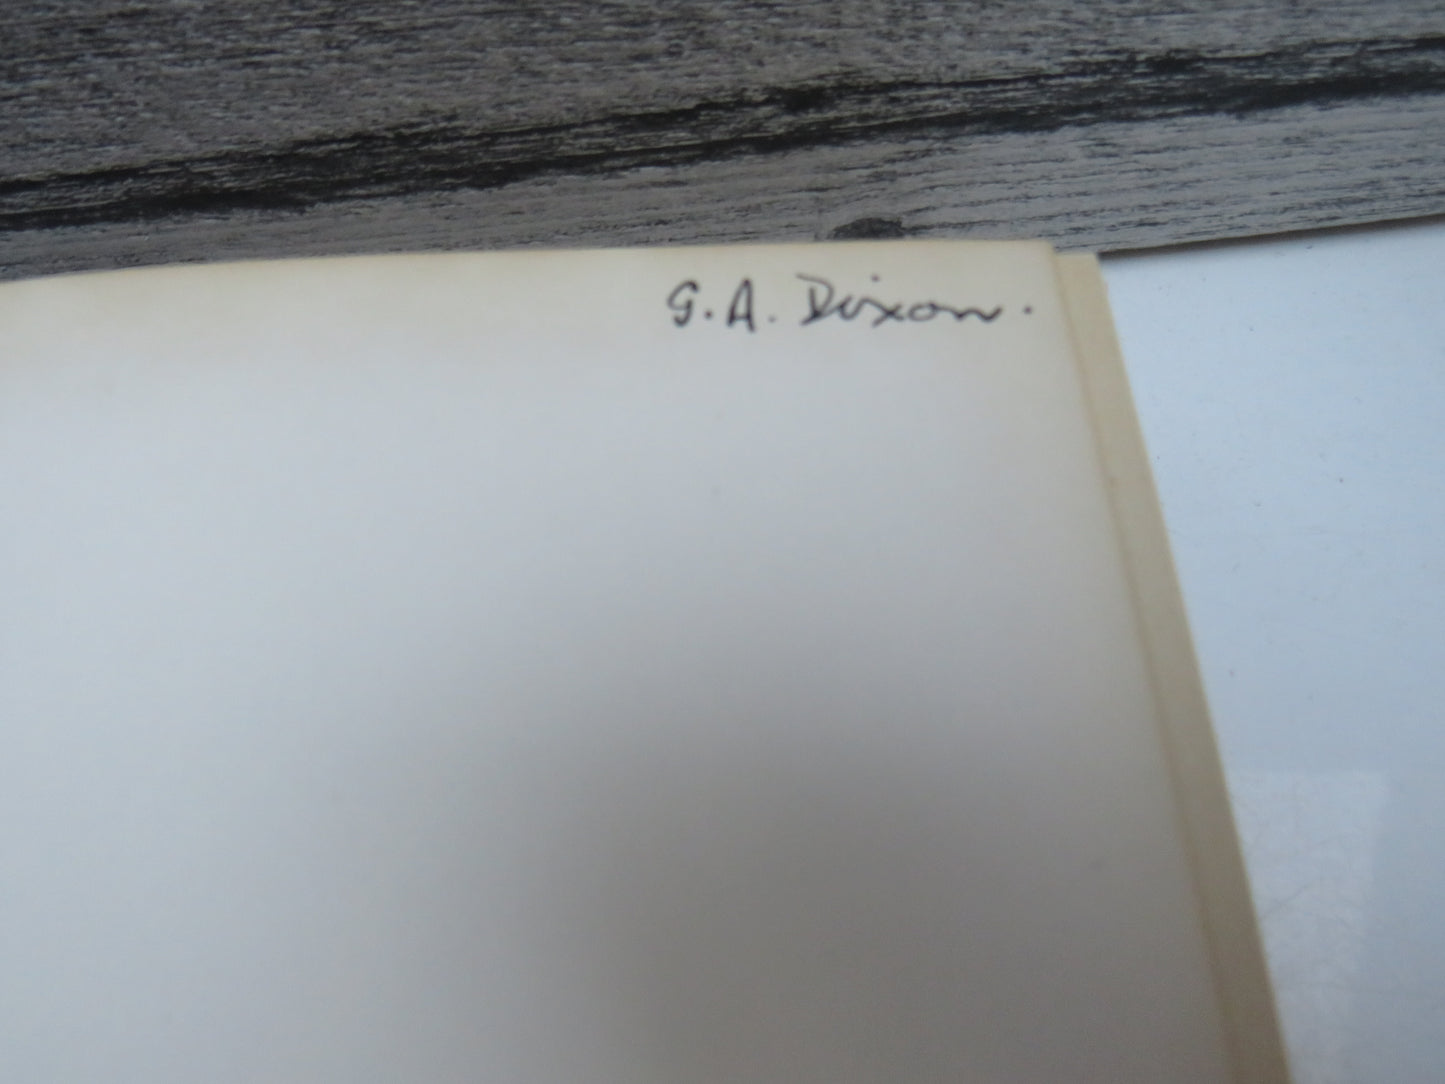 G. A. Dixon.